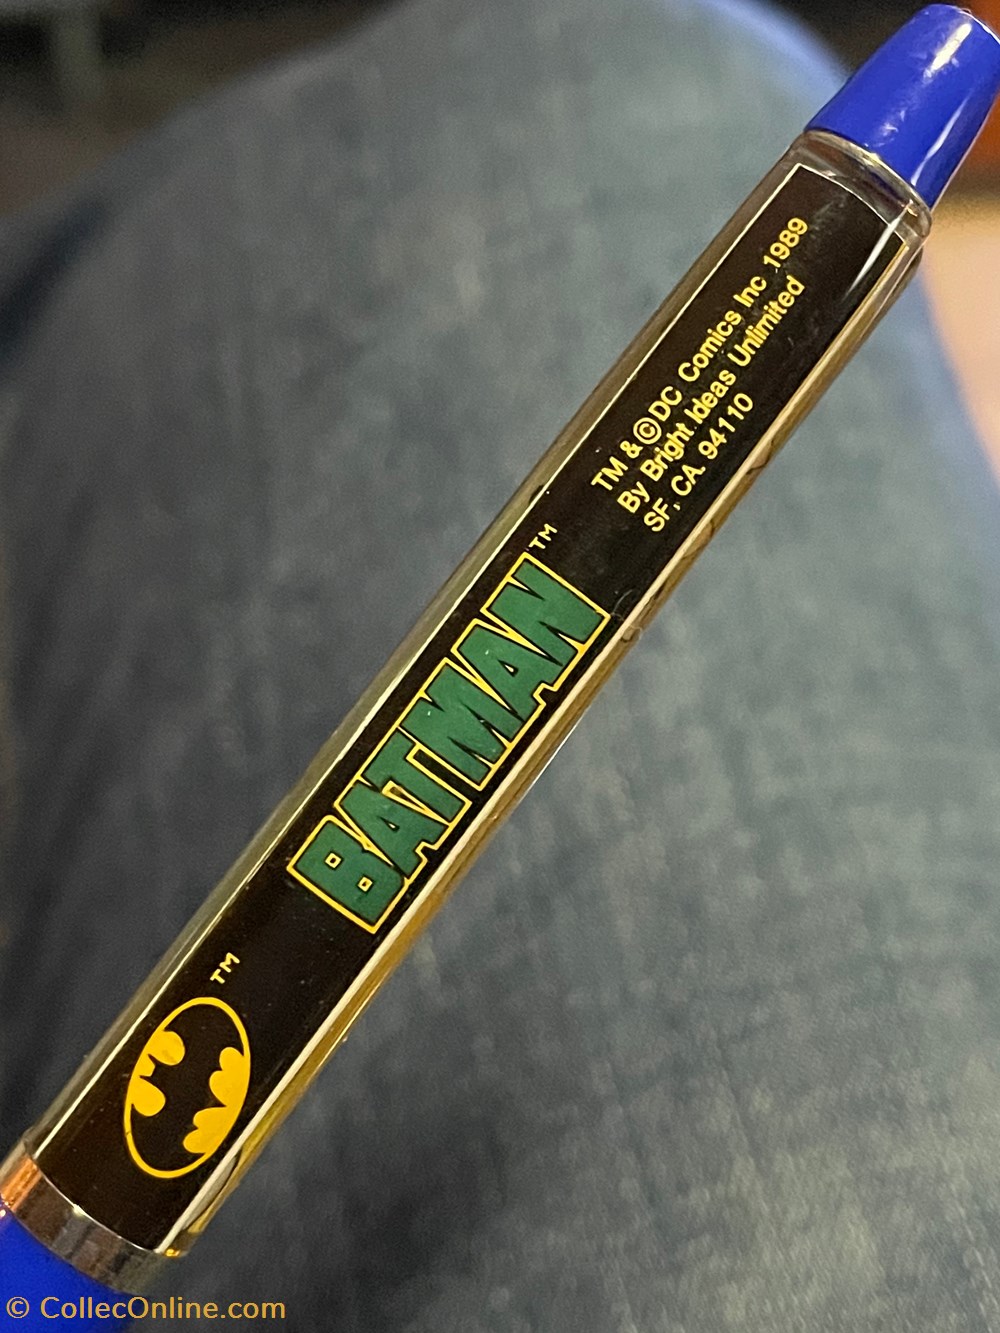 TM & ©DC Comics Inc 1989
By Bright Ideas Unlimited
SF, CA. 94110
BATMAN™
TM
© CollecOnline.com